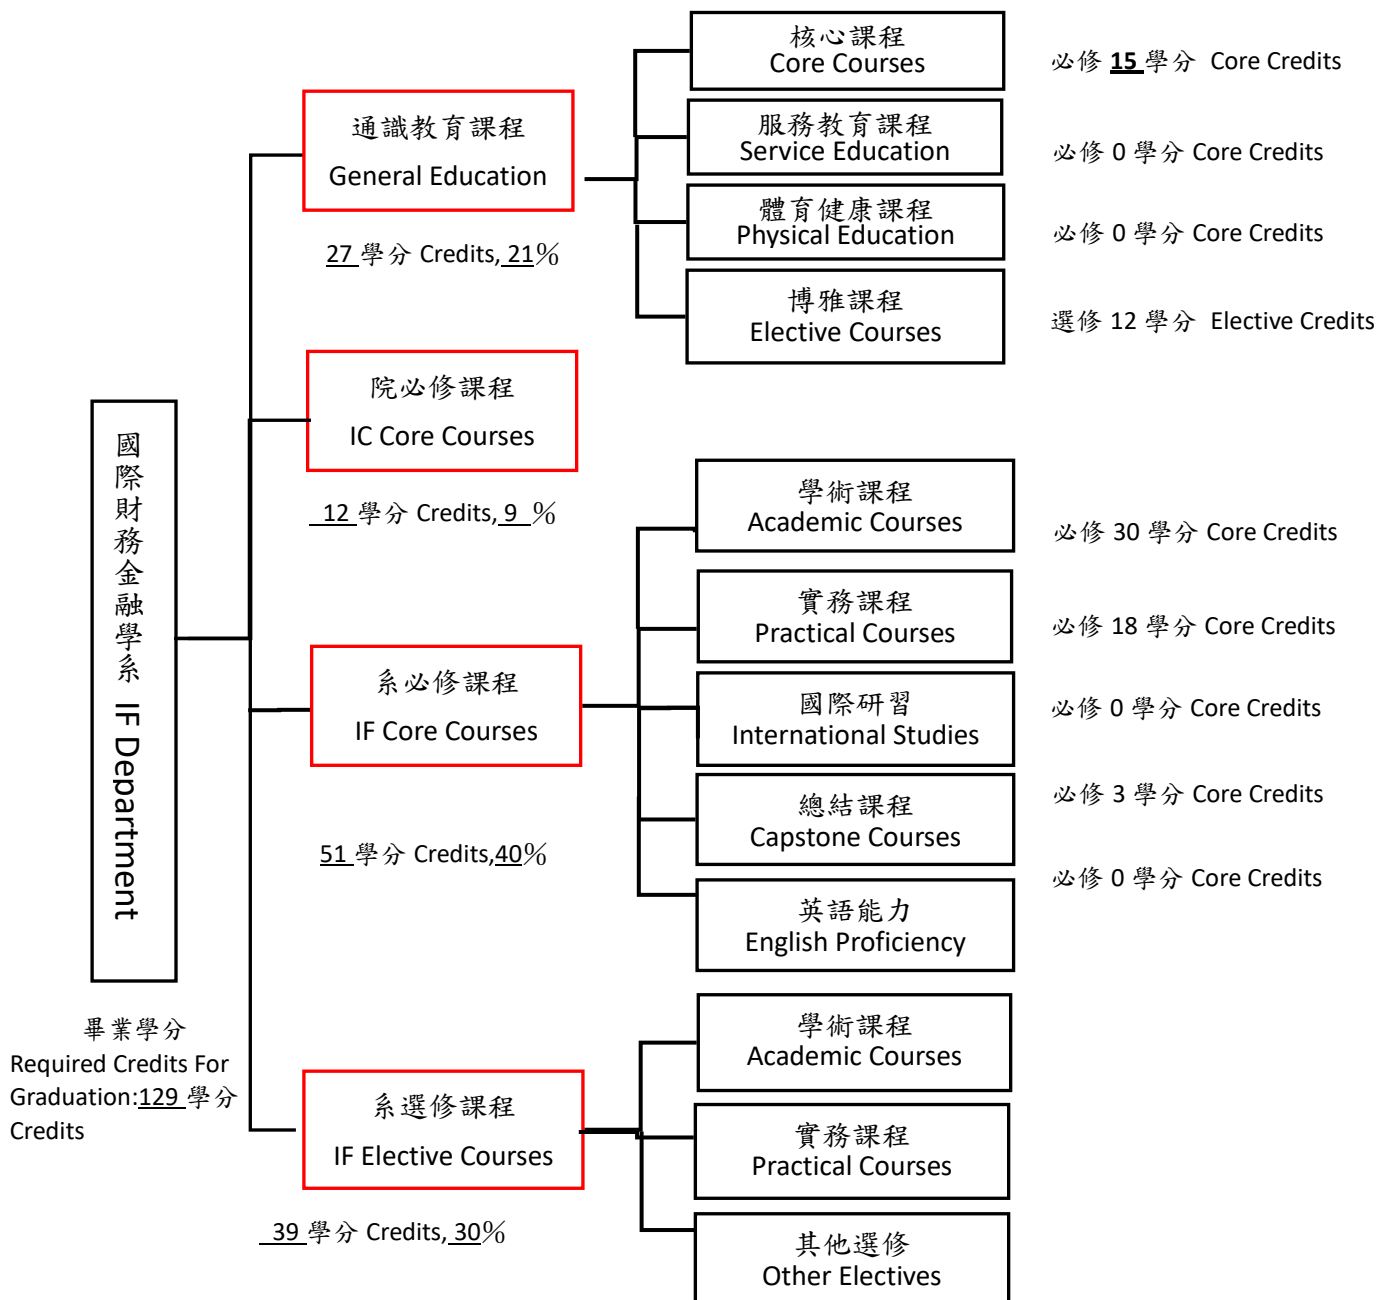 核心課程
Core Courses
必修 15 學分 Core Credits
通識教育課程
General Education
服務教育課程
Service Education
必修 0 學分 Core Credits
體育健康課程
Physical Education
必修 0 學分 Core Credits
27 學分 Credits, 21%
博雅課程
Elective Courses
選修 12 學分 Elective Credits
院必修課程
IC Core Courses
12 學分 Credits, 9 %
國際財務金融學系 IF Department
學術課程
Academic Courses
必修 30 學分 Core Credits
實務課程
Practical Courses
必修 18 學分 Core Credits
系必修課程
IF Core Courses
國際研習
International Studies
必修 0 學分 Core Credits
總結課程
Capstone Courses
必修 3 學分 Core Credits
51 學分 Credits,40%
必修 0 學分 Core Credits
英語能力
English Proficiency
畢業學分
Required Credits For
Graduation:129 學分
Credits
學術課程
Academic Courses
系選修課程
IF Elective Courses
實務課程
Practical Courses
39 學分 Credits, 30%
其他選修
Other Electives